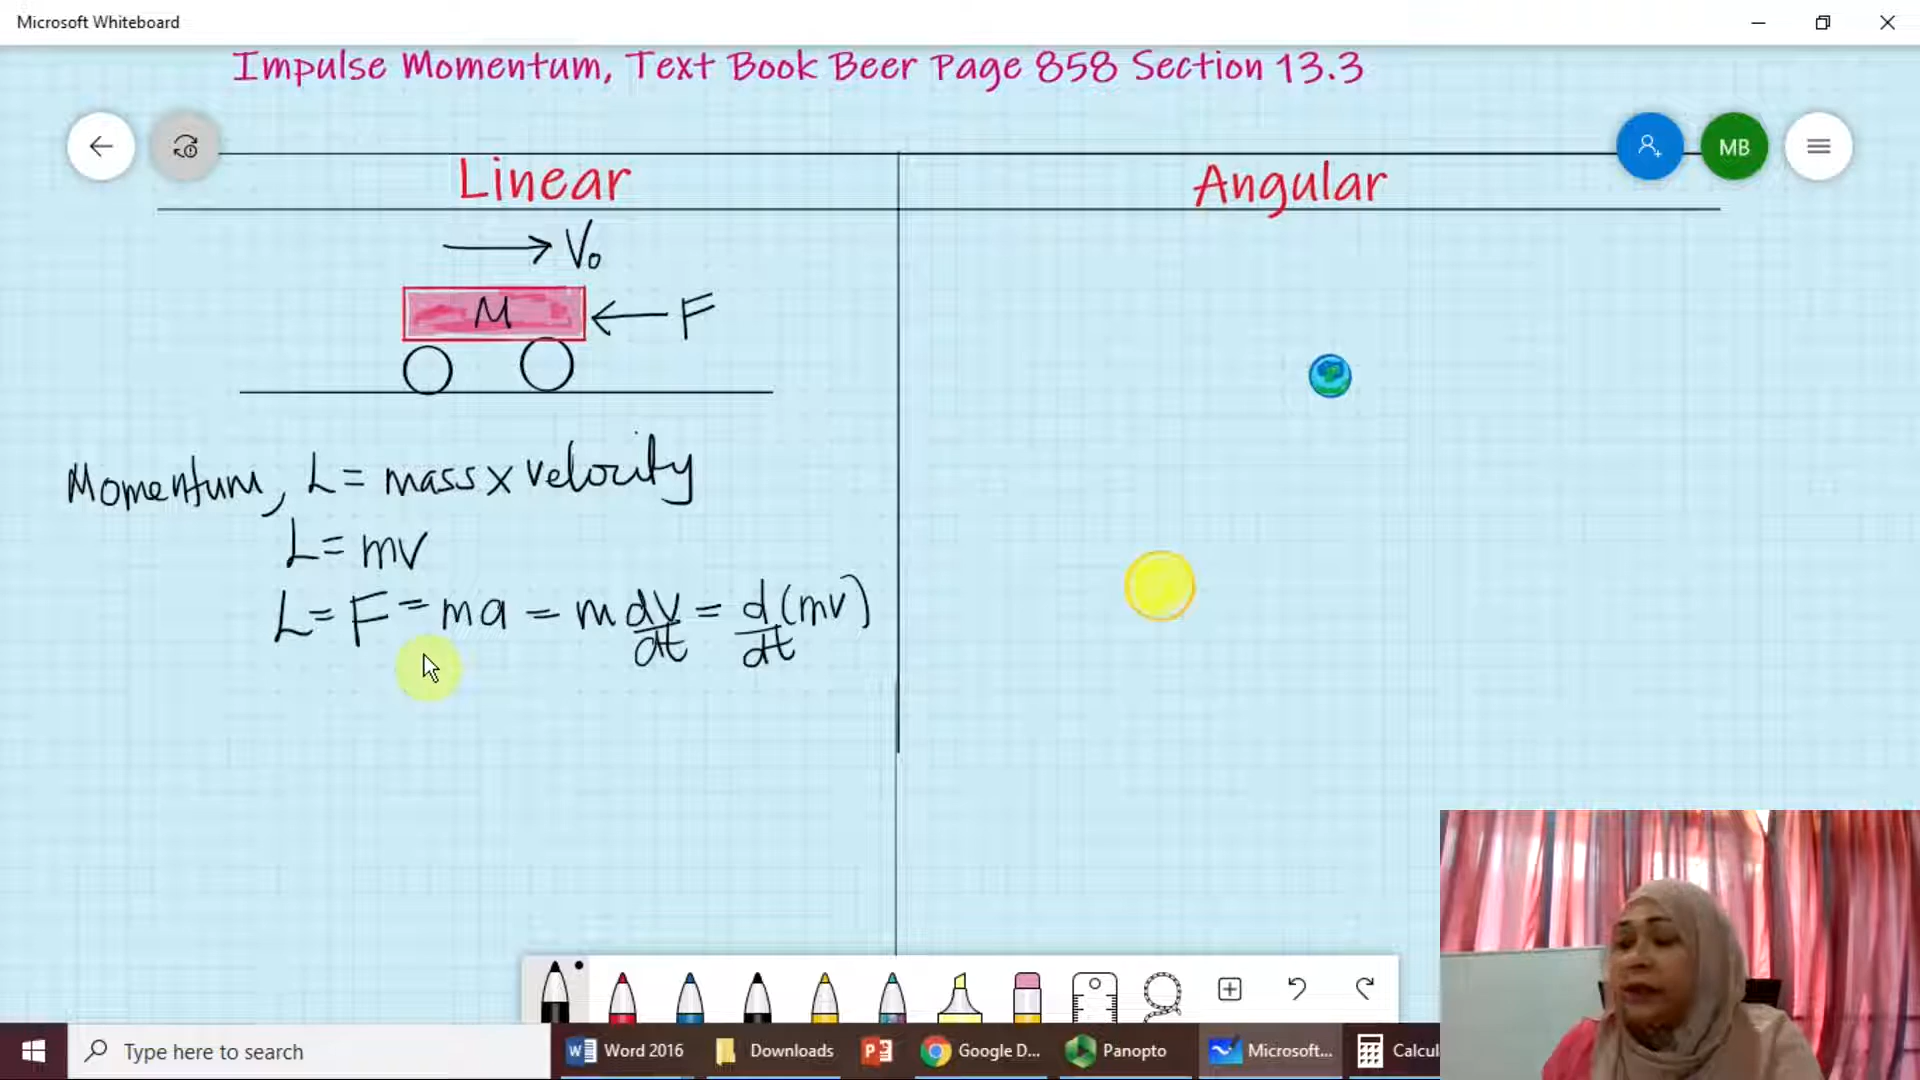 Microsoft Whiteboard
Impulse Momentum, Text Book Beer Page 858 Section 13.3
MB
Linear
Angular
V₀
M
F
Momentum, L = mass x velocity
L = mv
L = F = ma = m dv/dt = d/dt (mv)
Type here to search
Word 2016
Downloads
Google D...
Panopto
Microsoft...
Calcul